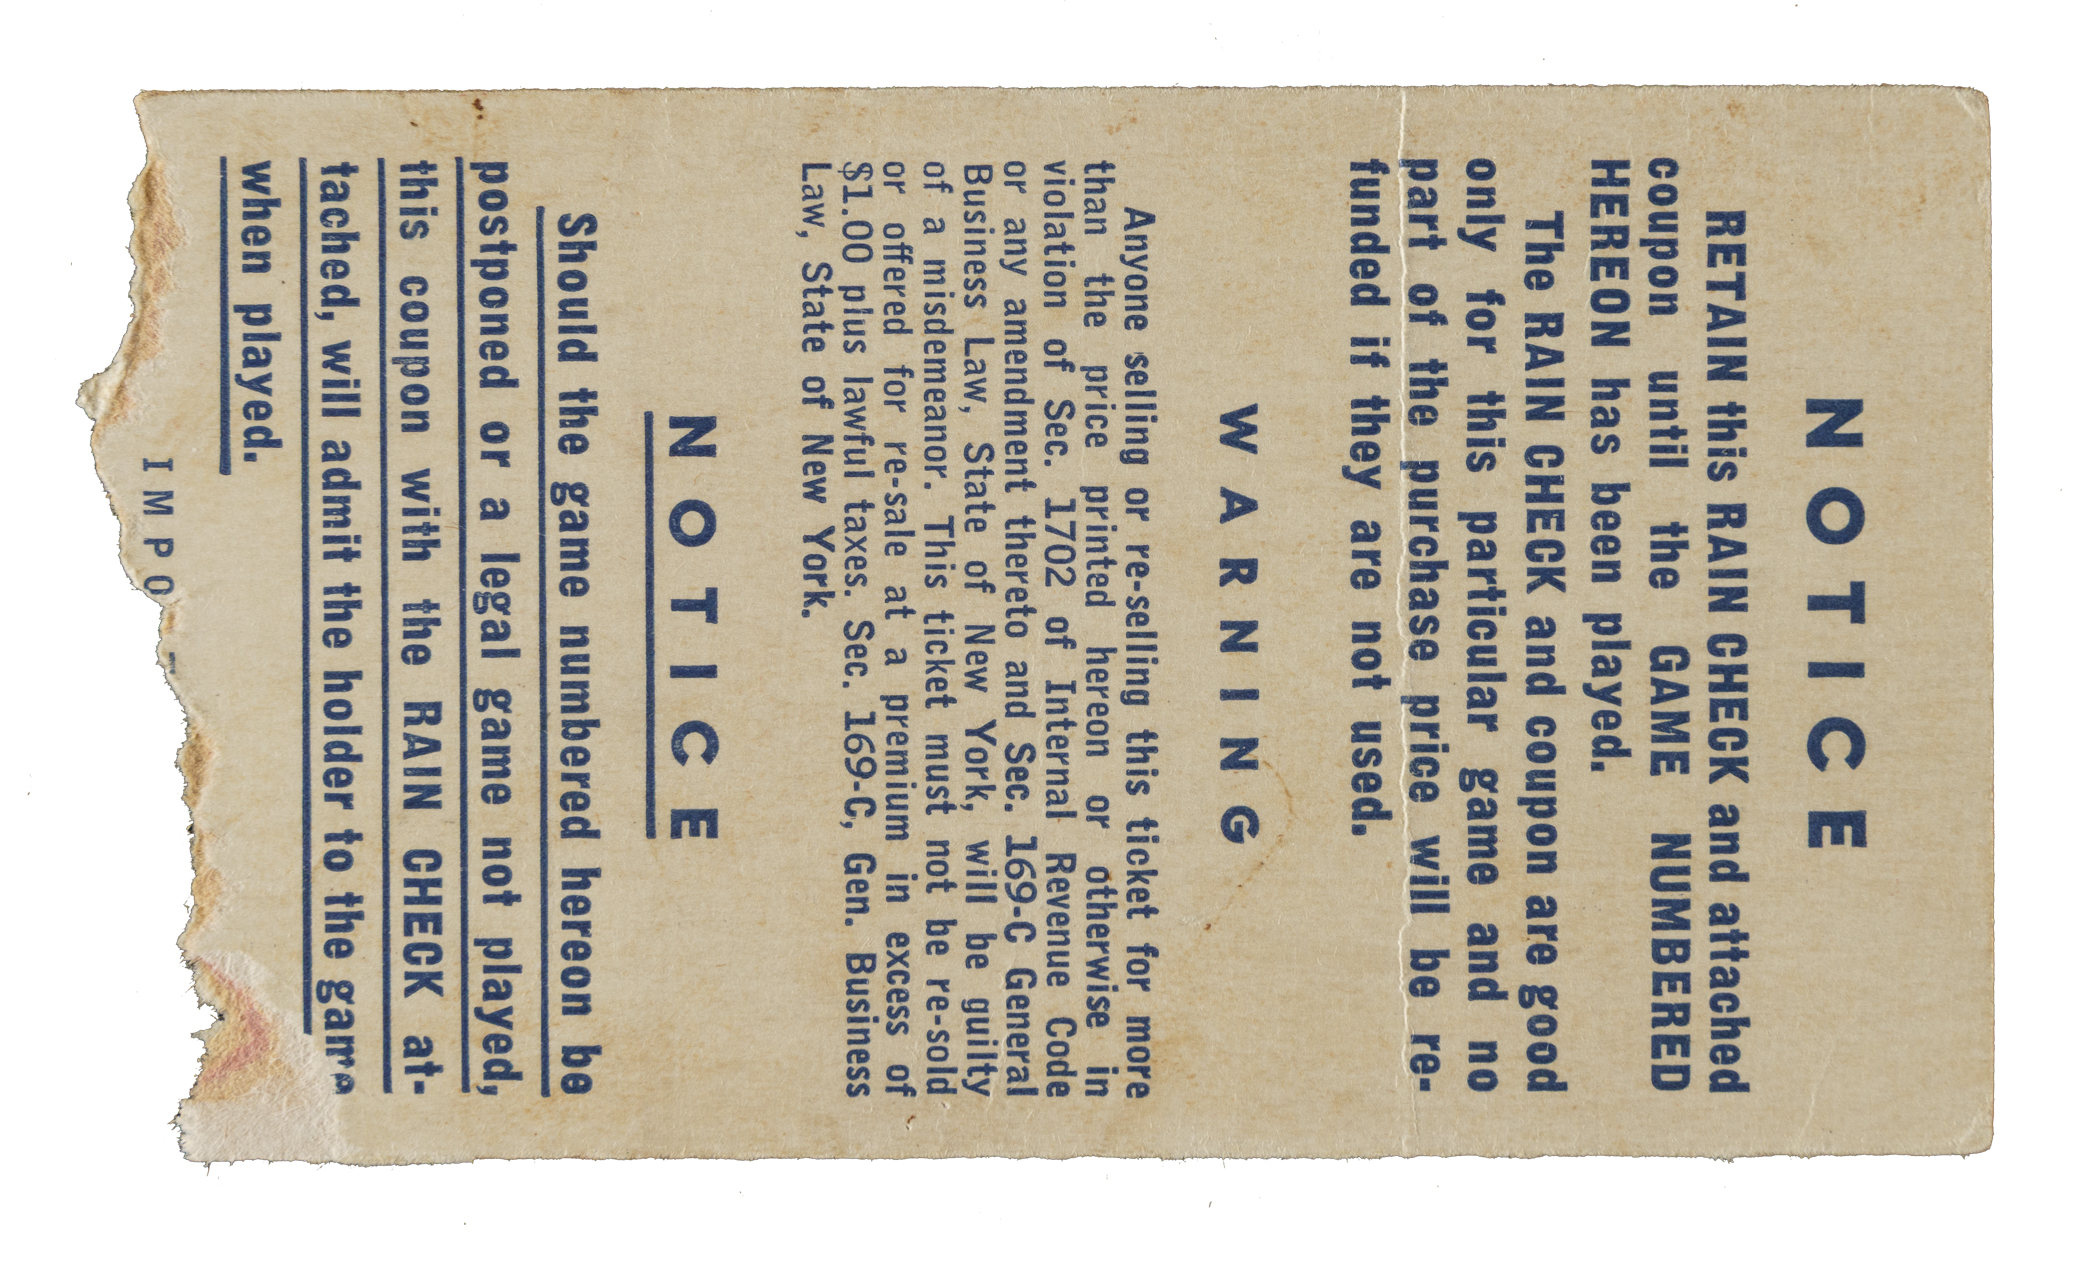 NOTICE
RETAIN this RAIN CHECK and attached
coupon until the GAME NUMBERED
HEREON has been played.
The RAIN CHECK and coupon are good
only for this particular game and no
part of the purchase price will be re-
funded if they are not used.
WARNING
Anyone selling or re-selling this ticket for more
than the price printed hereon or otherwise in
violation of Sec. 1702 of Internal Revenue Code
or any amendment thereto and Sec. 169-C General
Business Law, State of New York, will be guilty
of a misdemeanor. This ticket must not be re-sold
or offered for re-sale at a premium in excess of
$1.00 plus lawful taxes. Sec. 169-C, Gen. Business
Law, State of New York.
NOTICE
Should the game numbered hereon be
postponed or a legal game not played,
this coupon with the RAIN CHECK at-
tached, will admit the holder to the game
when played.
IMPO